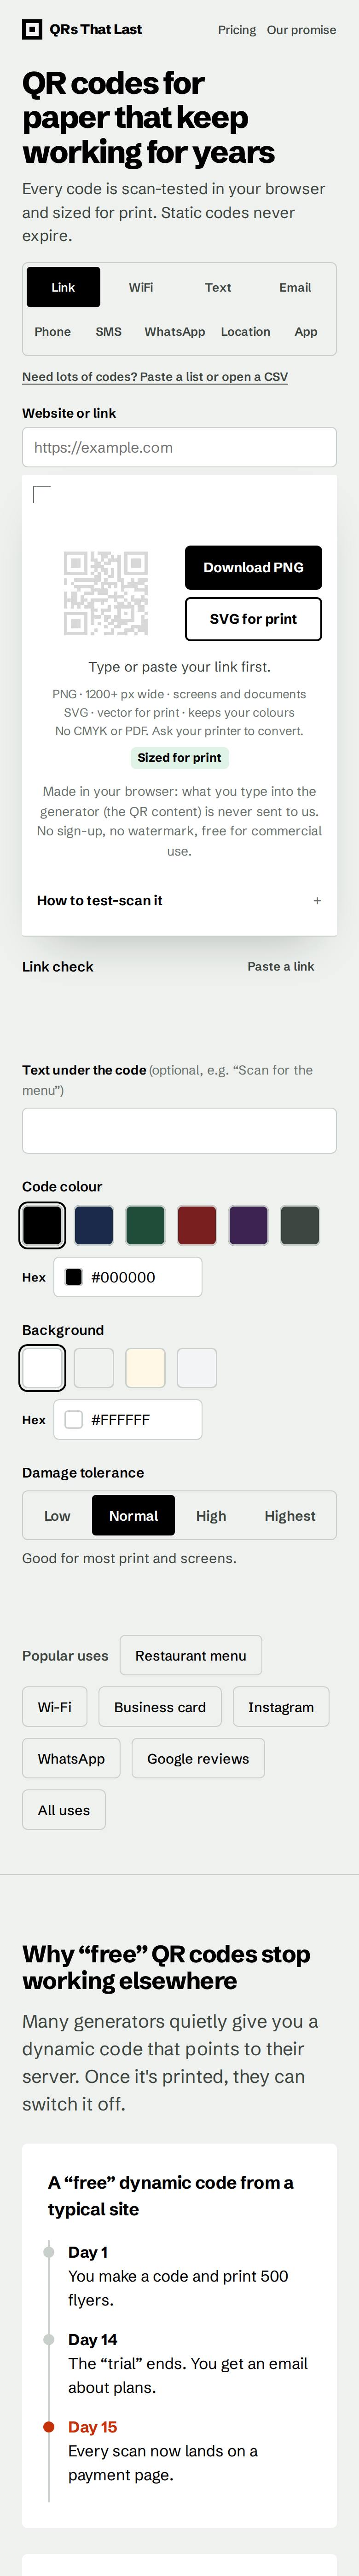 QRs That Last
Pricing
Our promise
QR codes for
paper that keep
working for years
Every code is scan-tested in your browser
and sized for print. Static codes never
expire.
Link
WiFi
Text
Email
Phone
SMS
WhatsApp
Location
App
Need lots of codes? Paste a list or open a CSV
Website or link
https://example.com
Download PNG
SVG for print
Type or paste your link first.
PNG · 1200+ px wide · screens and documents
SVG · vector for print · keeps your colours
No CMYK or PDF. Ask your printer to convert.
Sized for print
Made in your browser: what you type into the
generator (the QR content) is never sent to us.
No sign-up, no watermark, free for commercial
use.
How to test-scan it
+
Link check
Paste a link
Text under the code (optional, e.g. “Scan for the
menu”)
Code colour
Hex
#000000
Background
Hex
#FFFFFF
Damage tolerance
Low
Normal
High
Highest
Good for most print and screens.
Popular uses
Restaurant menu
Wi-Fi
Business card
Instagram
WhatsApp
Google reviews
All uses
Why “free” QR codes stop
working elsewhere
Many generators quietly give you a
dynamic code that points to their
server. Once it's printed, they can
switch it off.
A “free” dynamic code from a
typical site
Day 1
You make a code and print 500
flyers.
Day 14
The “trial” ends. You get an email
about plans.
Day 15
Every scan now lands on a
payment page.